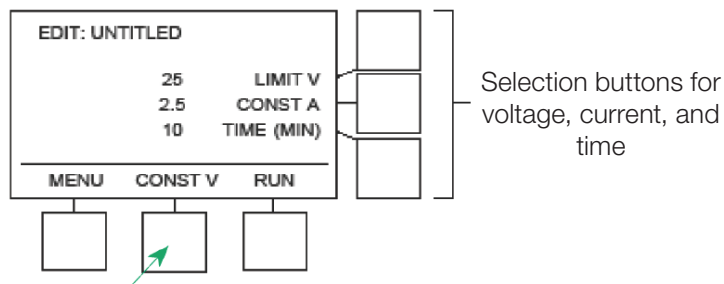 EDIT: UNTITLED
25 LIMIT V
2.5 CONST A
10 TIME (MIN)
MENU CONST V RUN
Selection buttons for
voltage, current, and
time